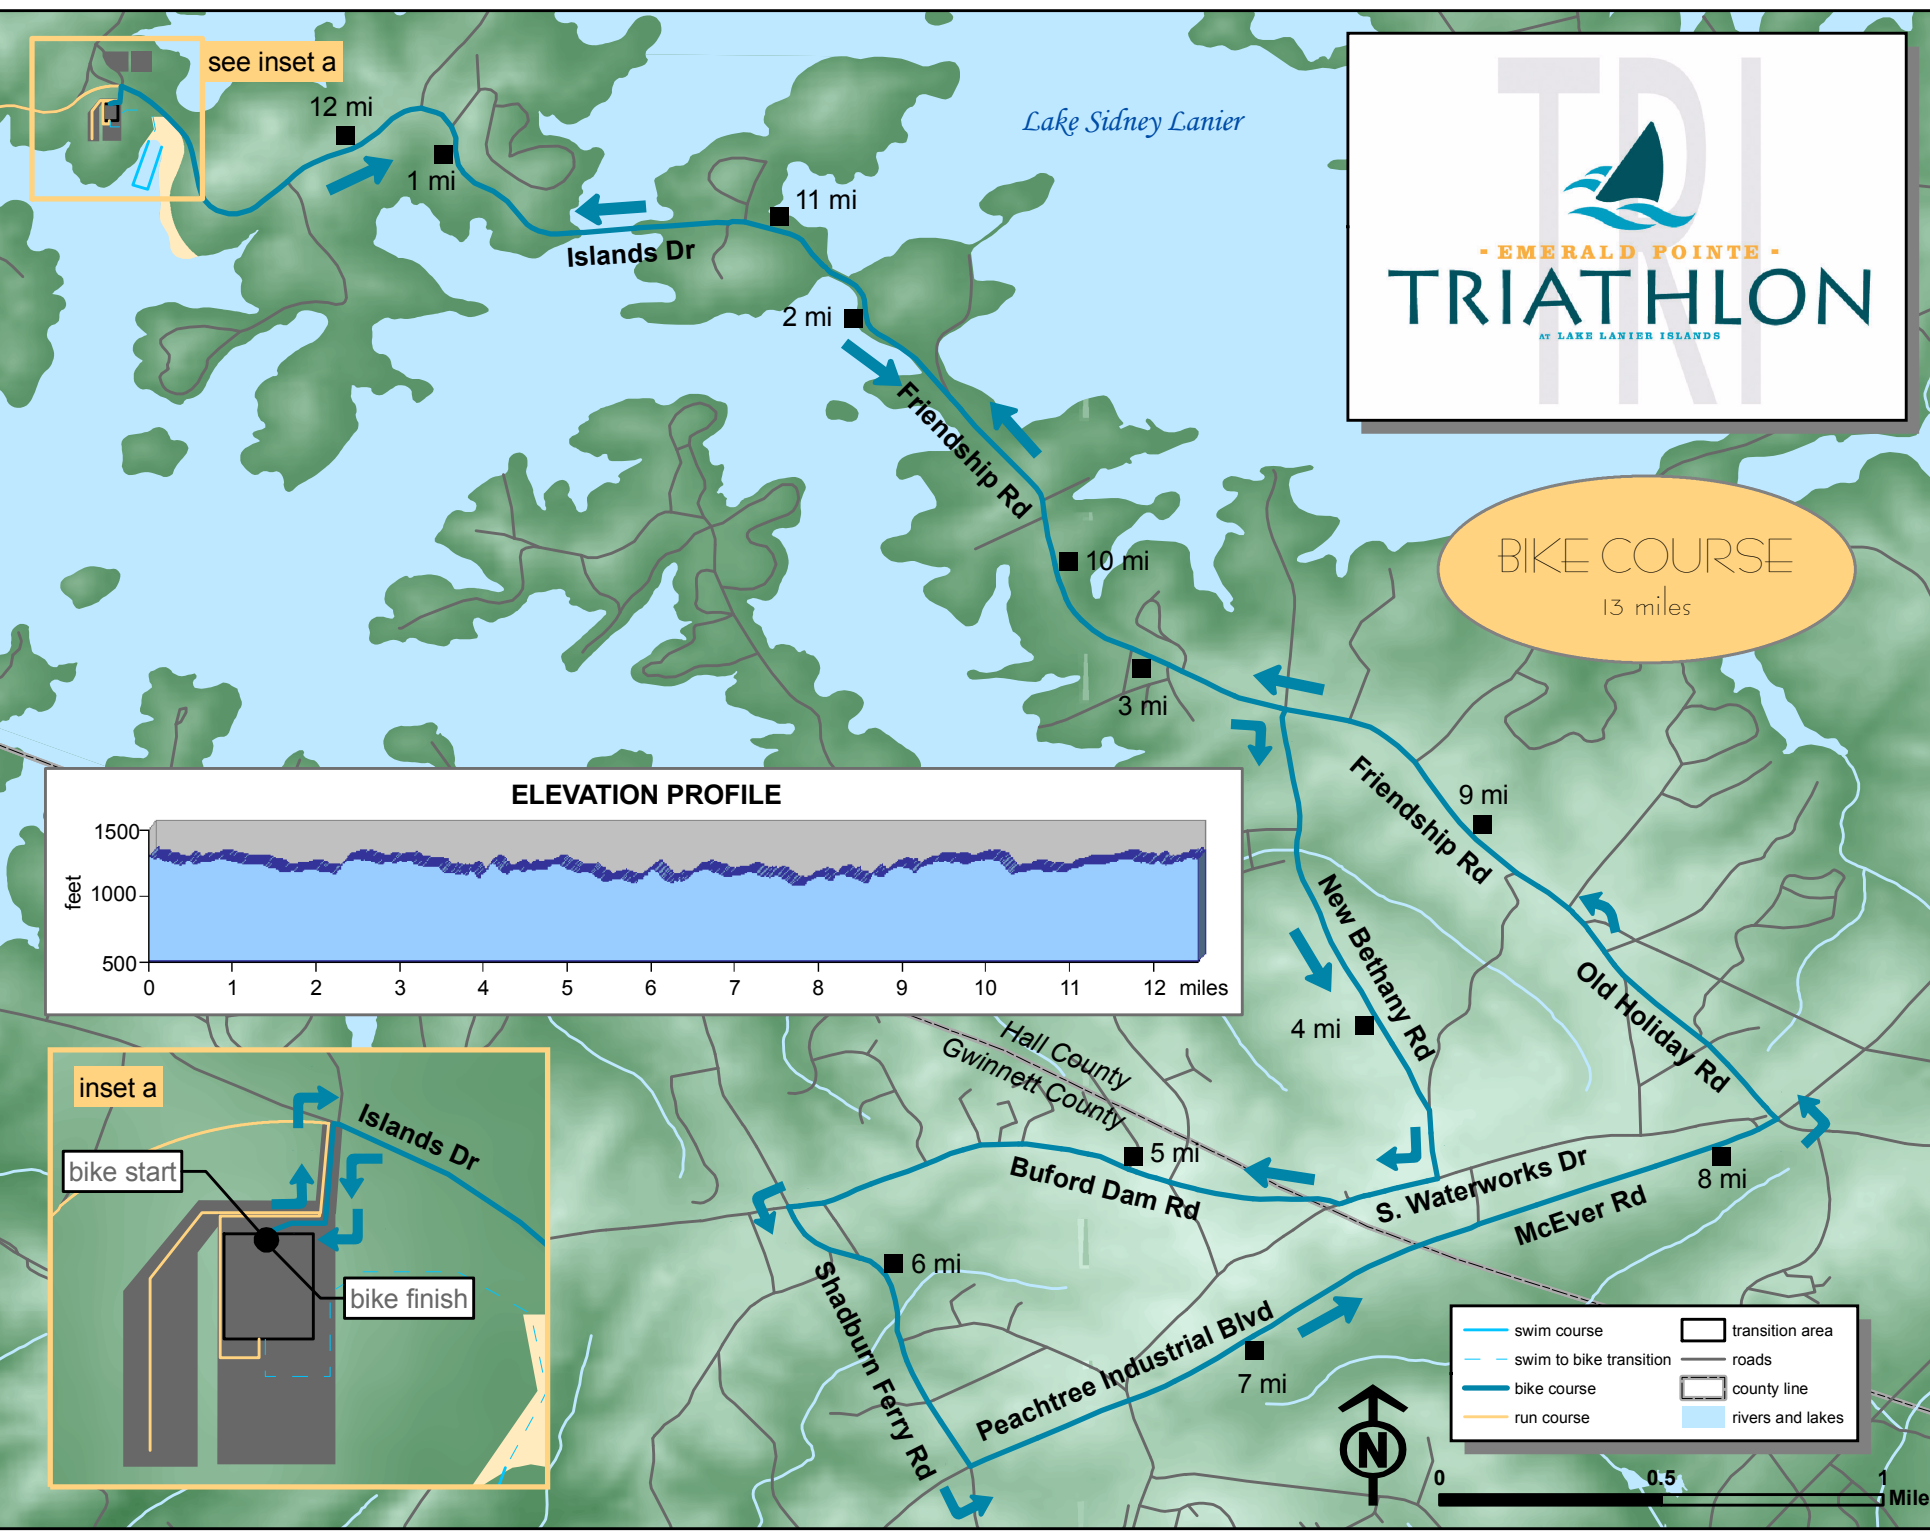 see inset a
12 mi
1 mi
Lake Sidney Lanier
11 mi
Islands Dr
2 mi
TRI
- EMERALD POINTE -
TRIATHLON
AT LAKE LANIER ISLANDS
Friendship Rd
10 mi
BIKE COURSE
13 miles
3 mi
9 mi
Friendship Rd
ELEVATION PROFILE
1500
1000
500
feet
0 1 2 3 4 5 6 7 8 9 10 11 12 miles
New Bethany Rd
Old Holiday Rd
4 mi
Hall County
Gwinnett County
5 mi
Buford Dam Rd
S. Waterworks Dr
8 mi
McEver Rd
6 mi
Shadburn Ferry Rd
Peachtree Industrial Blvd
7 mi
inset a
Islands Dr
bike start
bike finish
swim course
swim to bike transition
bike course
run course
transition area
roads
county line
rivers and lakes
N
0 0.5 1
Mile